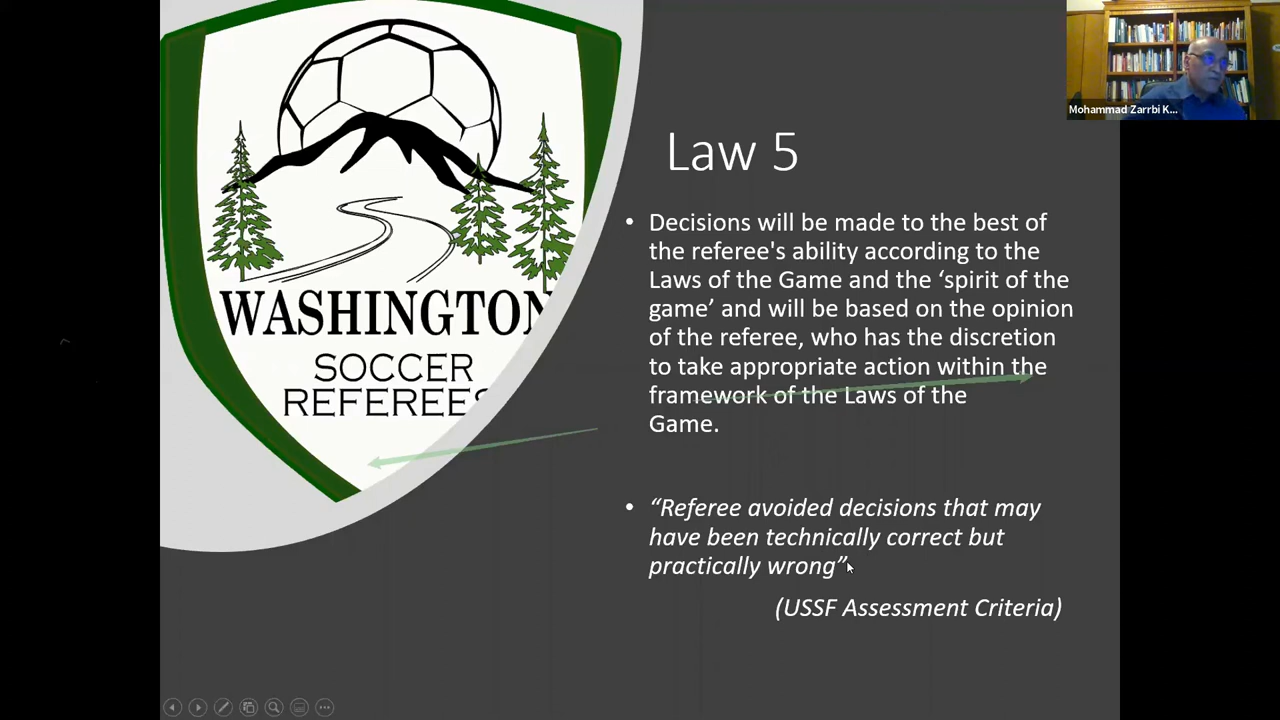 Mohammad Zarrbi K...
Law 5
• Decisions will be made to the best of
the referee's ability according to the
Laws of the Game and the ‘spirit of the
game’ and will be based on the opinion
of the referee, who has the discretion
to take appropriate action within the
framework of the Laws of the
Game.
• “Referee avoided decisions that may
have been technically correct but
practically wrong”
(USSF Assessment Criteria)
WASHINGTON
SOCCER
REFEREES